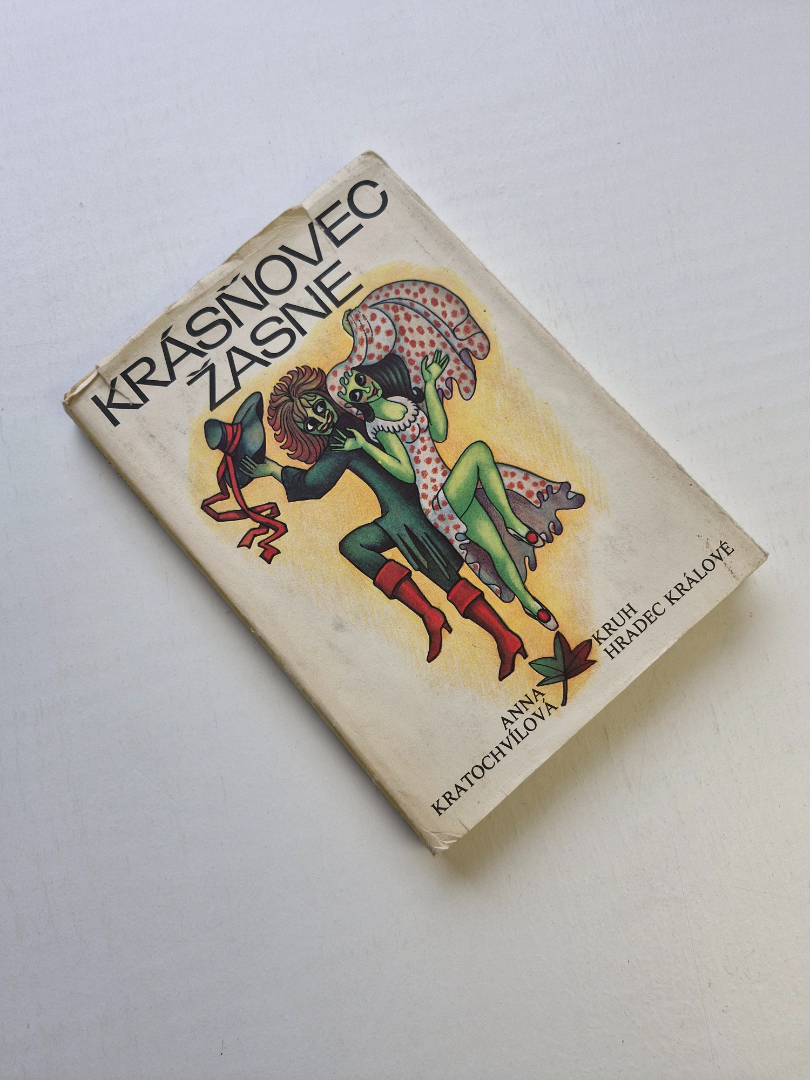 KRÁSŇOVEC
ŽASNE
ANNA
KRATOCHVÍLOVÁ
KRUH
HRADEC KRÁLOVÉ